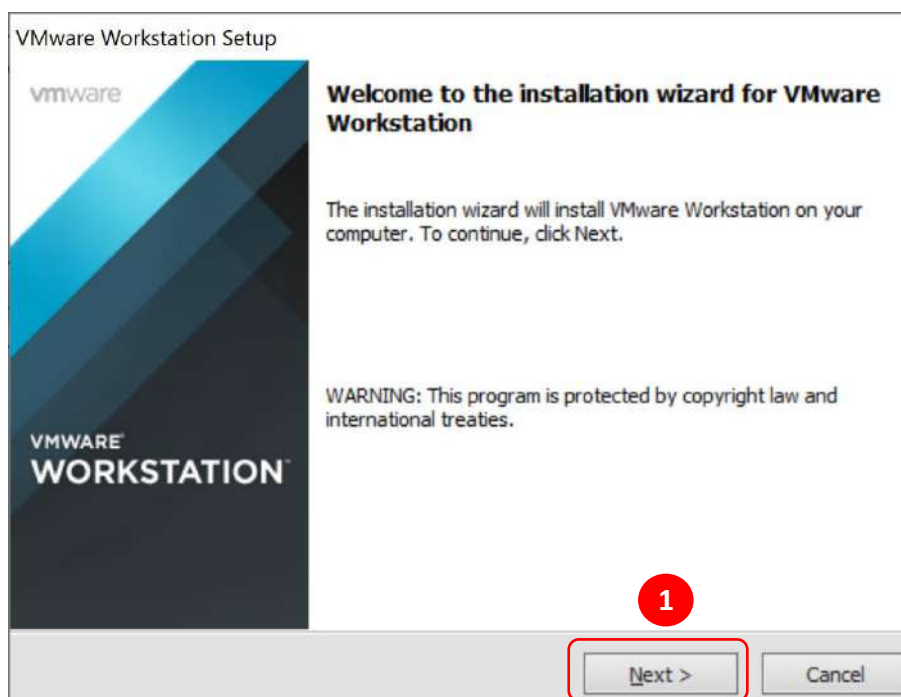 VMware Workstation Setup
vmware
Welcome to the installation wizard for VMware
Workstation
The installation wizard will install VMware Workstation on your
computer. To continue, click Next.
WARNING: This program is protected by copyright law and
international treaties.
VMWARE®
WORKSTATION™
1
Next >
Cancel